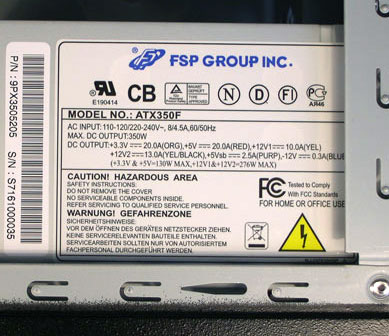 FSP GROUP INC.
P/N: 9PX3505605
S/N: S71610000035
E190414
CB
N
D
FI
AR46
MODEL NO.: ATX350F
AC INPUT: 110-120/220-240V~, 8/4.5A,60/50Hz
MAX. DC OUTPUT:350W
DC OUTPUT:+3.3V = 20.0A(ORG),+5V = 20.0A(RED),+12V1 = 10.0A(YEL)
+12V2 = 13.0A(YEL/BLACK),+5Vsb = 2.5A(PURP),-12V = 0.3A(BLUE)
(+3.3V & +5V=130W MAX.,+12V1&+12V2=276W MAX)
CAUTION! HAZARDOUS AREA
SAFETY INSTRUCTIONS:
DO NOT REMOVE THE COVER.
NO SERVICEABLE COMPONENTS INSIDE.
REFER SERVICING TO QUALIFIED SERVICE PERSONNEL.
WARNUNG! GEFAHRENZONE
SICHERHEITSHINWEISE:
VOR DEM ÖFFNEN DES GERÄTES NETZSTECKER ZIEHEN.
KEINE SERVICERELEVANTEN BAUTEILE ENTHALTEN.
SERVICEARBEITEN SOLLTEN NUR VON AUTORISIERTEM
FACHPERSONAL DURCHGEFÜHRT WERDEN.
FC Tested to Comply
With FCC Standards
FOR HOME OR OFFICE USE